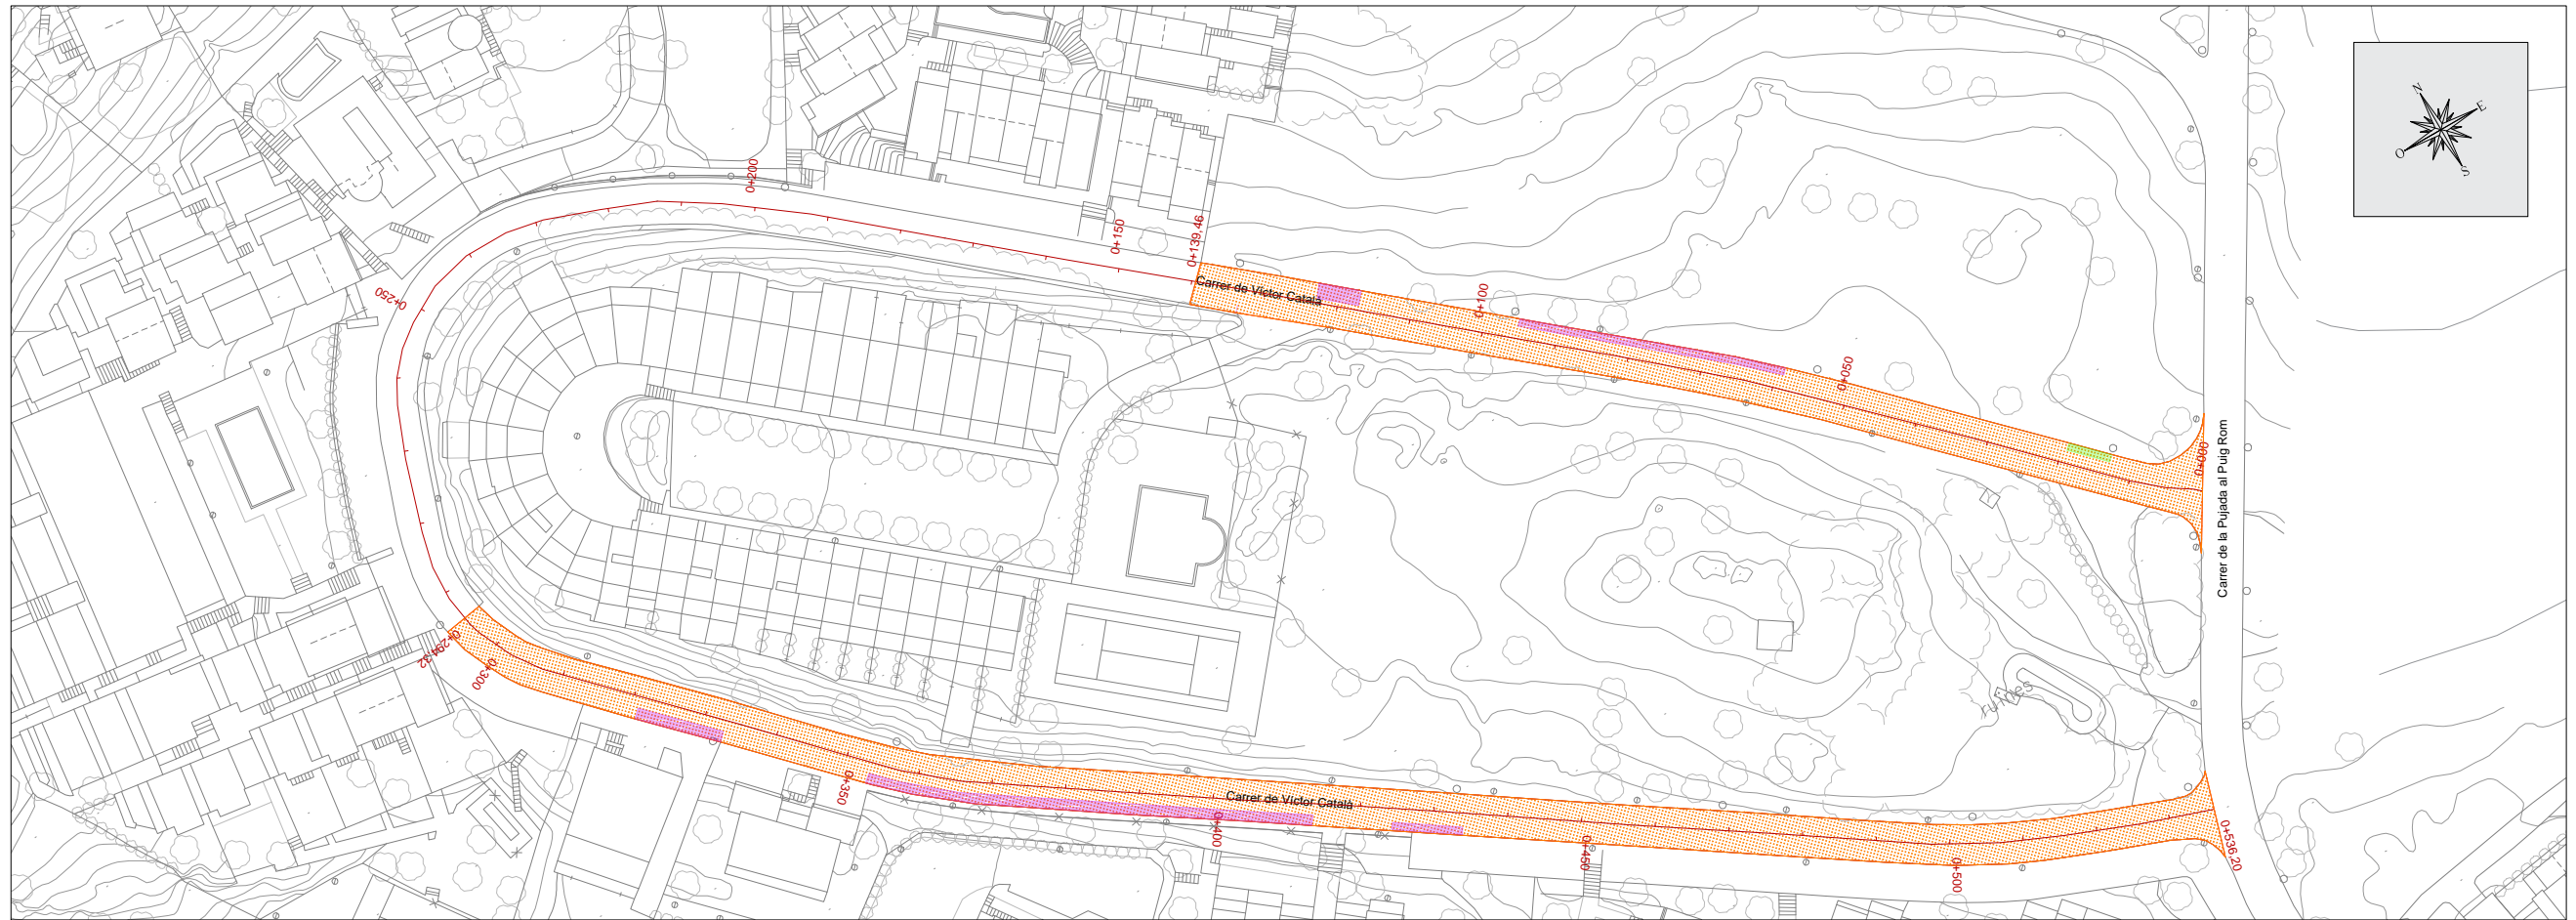 N
E
O
S
0+200
0+150
0+139.46
0+250
Carrer de Víctor Català
0+100
0+050
0+000
Carrer de la Pujada al Puig Rom
0+294.32
0+300
runes
0+350
Carrer de Víctor Català
0+400
0+450
0+500
0+536.20